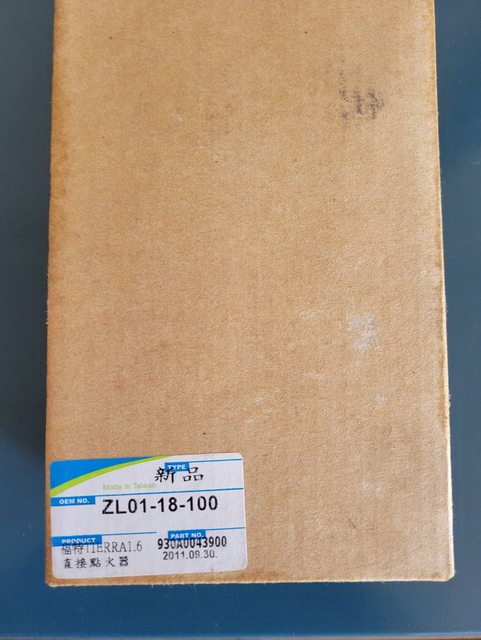 TYPE
新品
Made in Taiwan
OEM NO.
ZL01-18-100
PRODUCT
PART NO.
福特TIERRA1.6
930A0043900
直接點火器
2011.09.30.